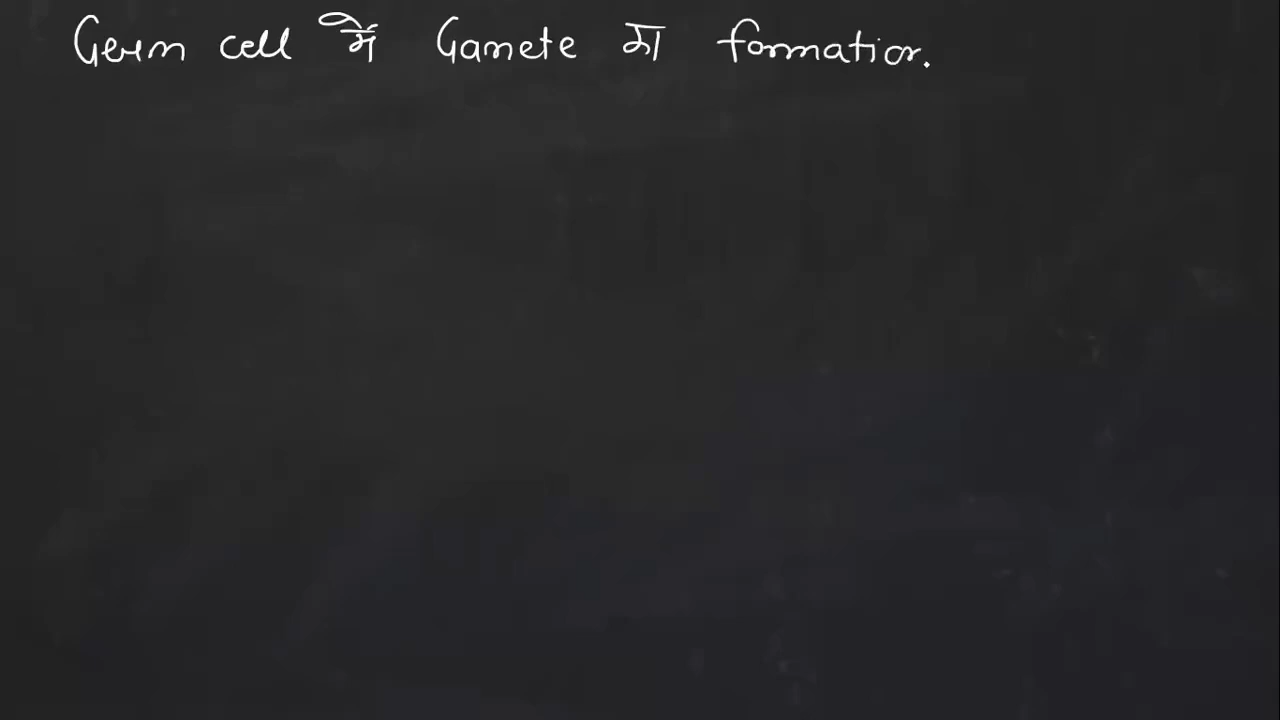 Germ cell में Gamete का formation.